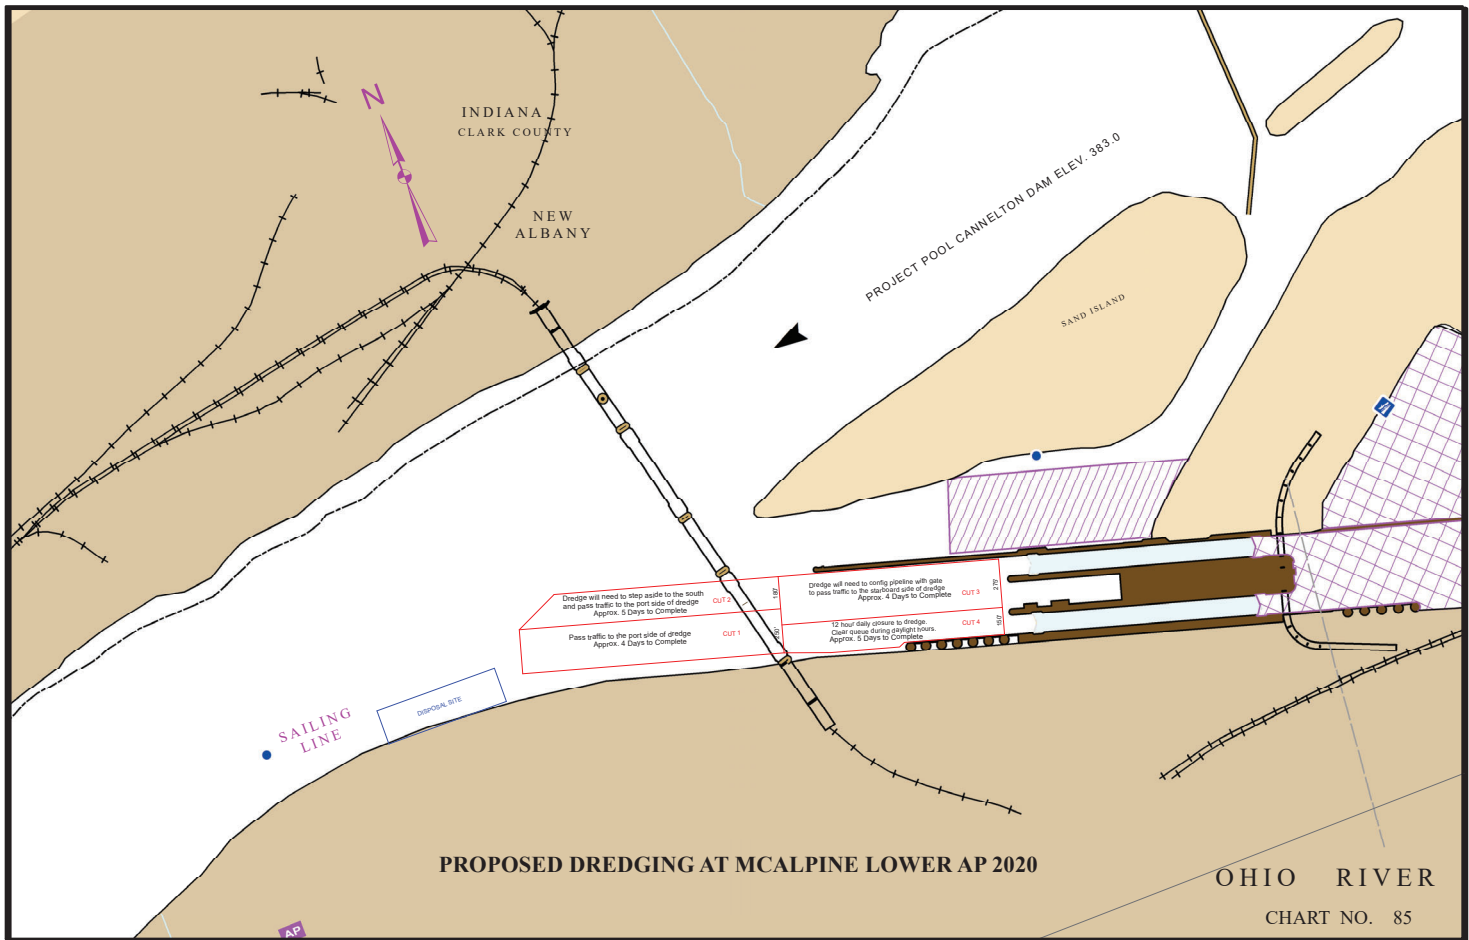 N
INDIANA
CLARK COUNTY
NEW
ALBANY
PROJECT POOL CANNELTON DAM ELEV. 383.0
SAND ISLAND
Dredge will need to step aside to the south
and pass traffic to the port side of dredge
Approx. 5 Days to Complete
CUT 2
180'
Dredge will need to config pipeline with gate
to pass traffic to the starboard side of dredge
Approx. 4 Days to Complete
CUT 3
275'
Pass traffic to the port side of dredge
Approx. 4 Days to Complete
CUT 1
12 hour daily closure to dredge.
Clear queue during daylight hours.
Approx. 5 Days to Complete
CUT 4
150'
DISPOSAL SITE
SAILING
LINE
PROPOSED DREDGING AT MCALPINE LOWER AP 2020
OHIO RIVER
CHART NO. 85
AP